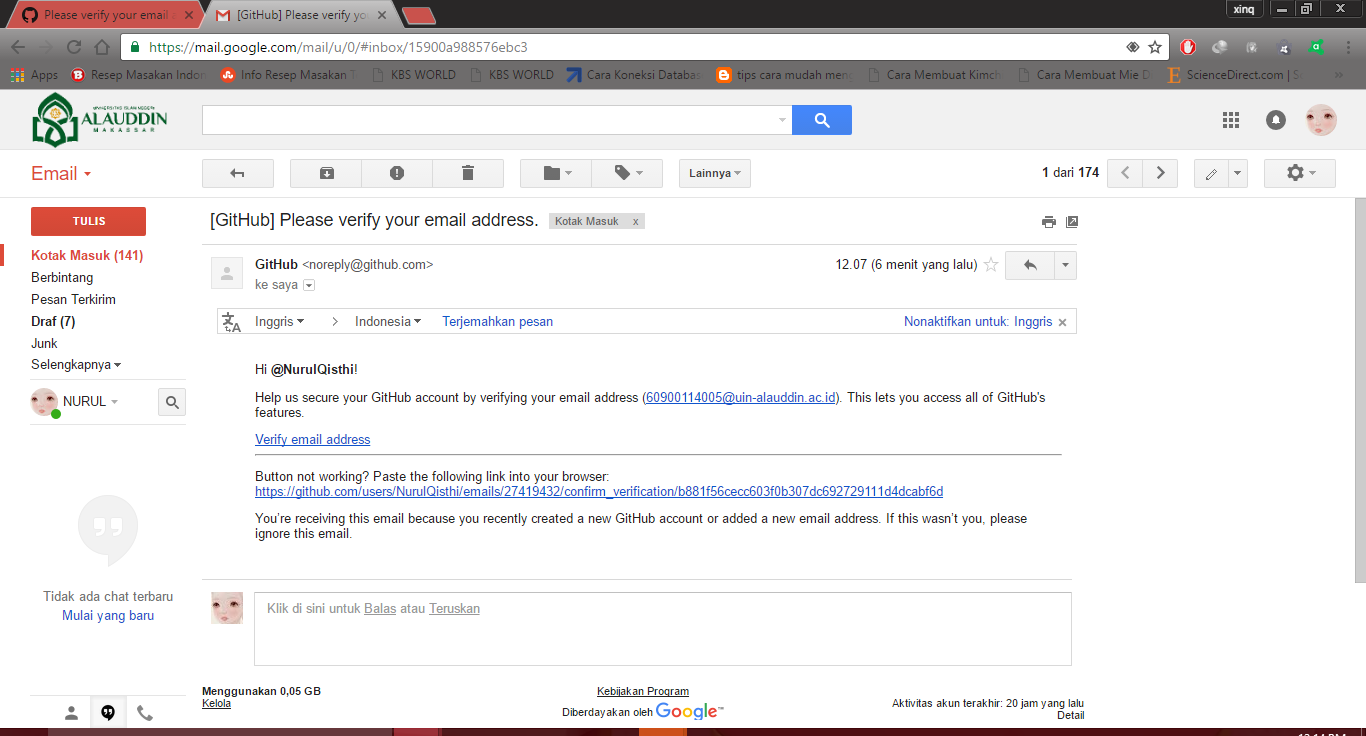 Please verify your email
[GitHub] Please verify yo
xinq
https://mail.google.com/mail/u/0/#inbox/15900a988576ebc3
Apps
Resep Masakan Indon
Info Resep Masakan T
KBS WORLD
KBS WORLD
Cara Koneksi Databas
tips cara mudah men
Cara Membuat Kimch
Cara Membuat Mie D
ScienceDirect.com | S
»
UNIVERSITAS ISLAM NEGERI
ALAUDDIN
MAKASSAR
Email
Lainnya
1 dari 174
TULIS
Kotak Masuk (141)
Berbintang
Pesan Terkirim
Draf (7)
Junk
Selengkapnya
NURUL
Tidak ada chat terbaru
Mulai yang baru
[GitHub] Please verify your email address.
Kotak Masuk x
GitHub <noreply@github.com>
12.07 (6 menit yang lalu)
ke saya
Inggris > Indonesia Terjemahkan pesan
Nonaktifkan untuk: Inggris
Hi @NurulQisthi!
Help us secure your GitHub account by verifying your email address (60900114005@uin-alauddin.ac.id). This lets you access all of GitHub's
features.
Verify email address
Button not working? Paste the following link into your browser:
https://github.com/users/NurulQisthi/emails/27419432/confirm_verification/b881f56cecc603f0b307dc692729111d4dcabf6d
You're receiving this email because you recently created a new GitHub account or added a new email address. If this wasn't you, please
ignore this email.
Klik di sini untuk Balas atau Teruskan
Menggunakan 0,05 GB
Kelola
Kebijakan Program
Diberdayakan oleh Google™
Aktivitas akun terakhir: 20 jam yang lalu
Detail